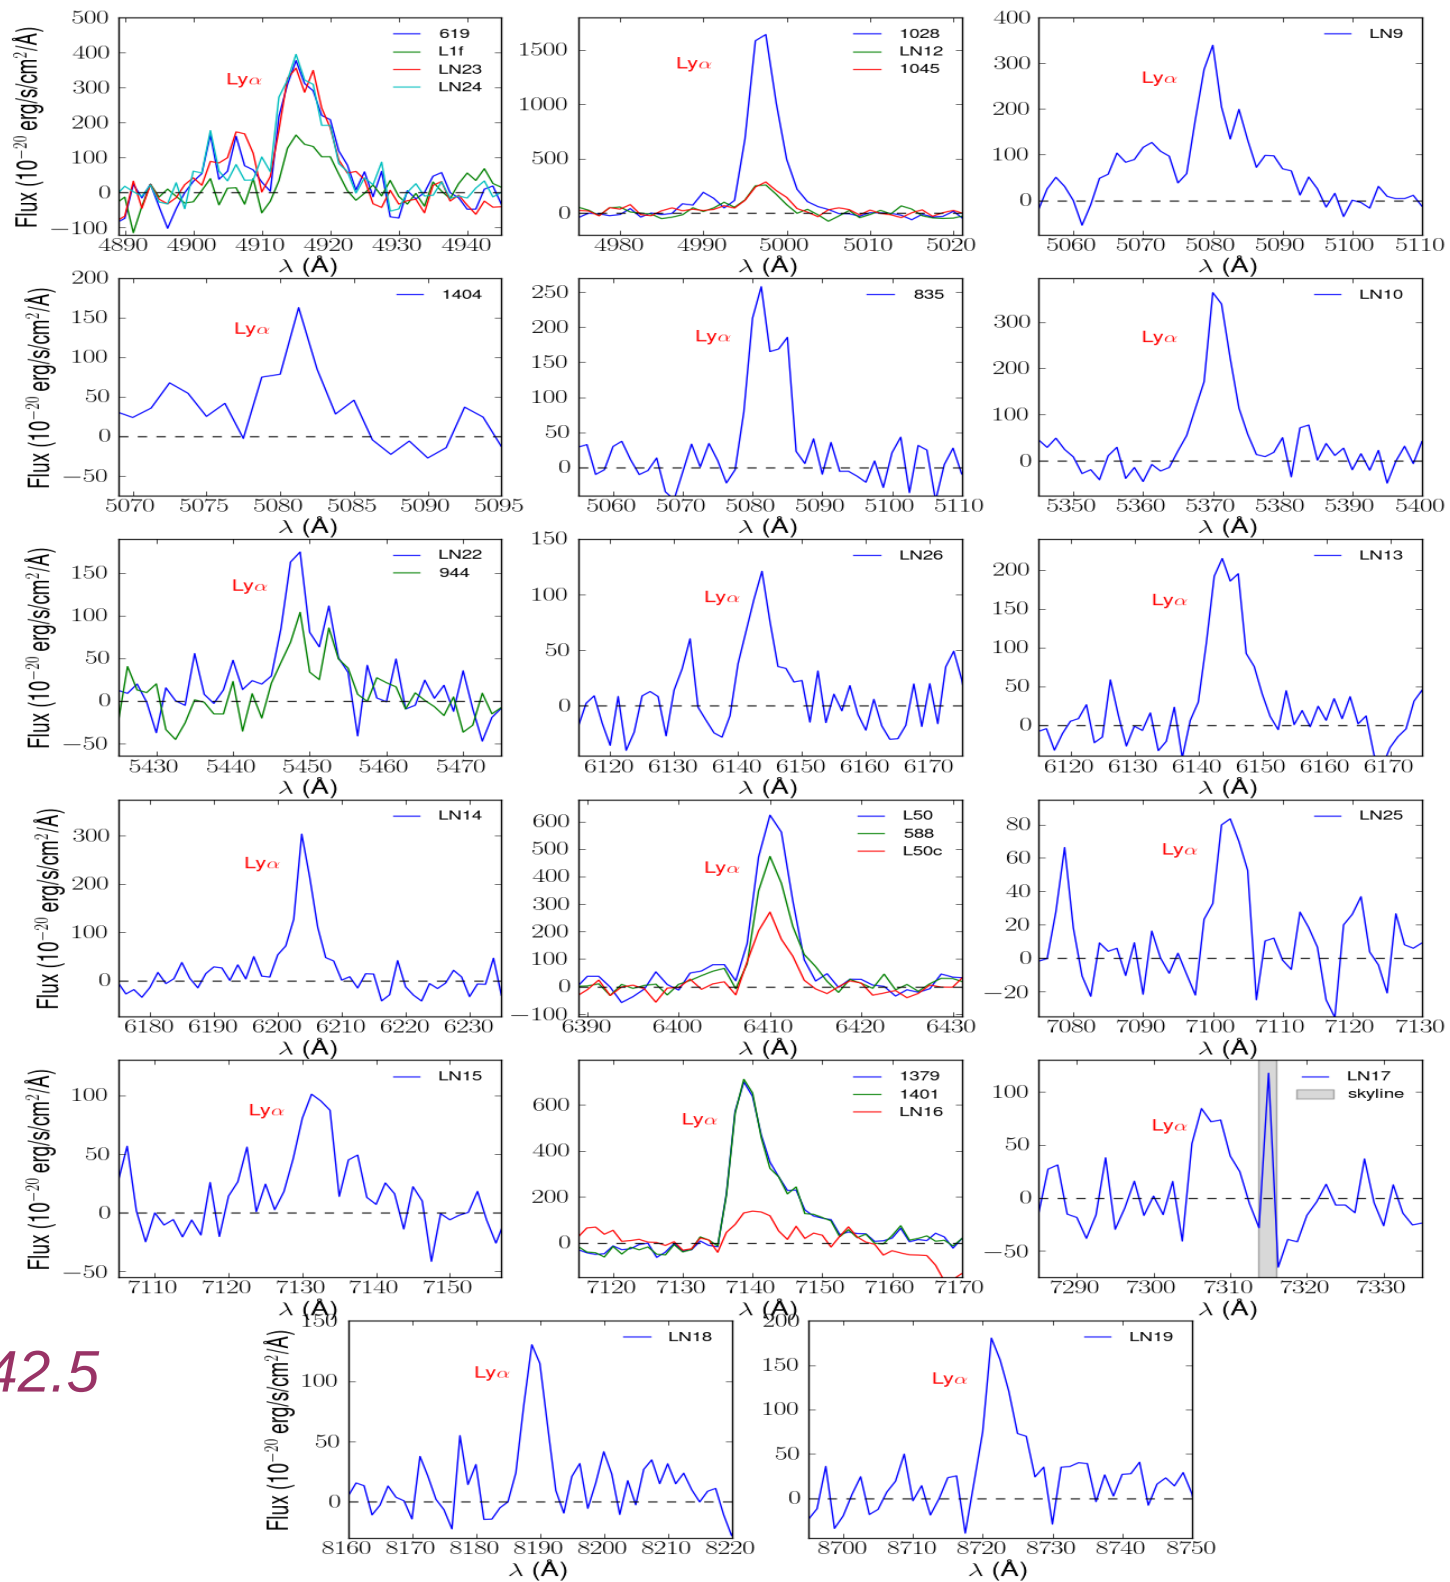 Flux (10⁻²⁰ erg/s/cm²/Å)
500
400
300
200
100
0
−100
Lyα
619
L1f
LN23
LN24
4890 4900 4910 4920 4930 4940
λ (Å)
1500
1000
500
0
Lyα
1028
LN12
1045
4980 4990 5000 5010 5020
λ (Å)
400
300
200
100
0
Lyα
LN9
5060 5070 5080 5090 5100 5110
λ (Å)
Flux (10⁻²⁰ erg/s/cm²/Å)
200
150
100
50
0
−50
Lyα
1404
5070 5075 5080 5085 5090 5095
λ (Å)
250
200
150
100
50
0
Lyα
835
5060 5070 5080 5090 5100 5110
λ (Å)
300
200
100
0
Lyα
LN10
5350 5360 5370 5380 5390 5400
λ (Å)
Flux (10⁻²⁰ erg/s/cm²/Å)
150
100
50
0
−50
Lyα
LN22
944
5430 5440 5450 5460 5470
λ (Å)
150
100
50
0
Lyα
LN26
6120 6130 6140 6150 6160 6170
λ (Å)
200
150
100
50
0
Lyα
LN13
6120 6130 6140 6150 6160 6170
λ (Å)
Flux (10⁻²⁰ erg/s/cm²/Å)
300
200
100
0
Lyα
LN14
6180 6190 6200 6210 6220 6230
λ (Å)
600
500
400
300
200
100
0
−100
Lyα
L50
588
L50c
6390 6400 6410 6420 6430
λ (Å)
80
60
40
20
0
−20
Lyα
LN25
7080 7090 7100 7110 7120 7130
λ (Å)
Flux (10⁻²⁰ erg/s/cm²/Å)
100
50
0
−50
Lyα
LN15
7110 7120 7130 7140 7150
λ (Å)
600
400
200
0
Lyα
1379
1401
LN16
7120 7130 7140 7150 7160 7170
λ (Å)
100
50
0
−50
Lyα
LN17
skyline
7290 7300 7310 7320 7330
λ (Å)
42.5
Flux (10⁻²⁰ erg/s/cm²/Å)
150
100
50
0
Lyα
LN18
8160 8170 8180 8190 8200 8210 8220
λ (Å)
200
150
100
50
0
Lyα
LN19
8700 8710 8720 8730 8740 8750
λ (Å)